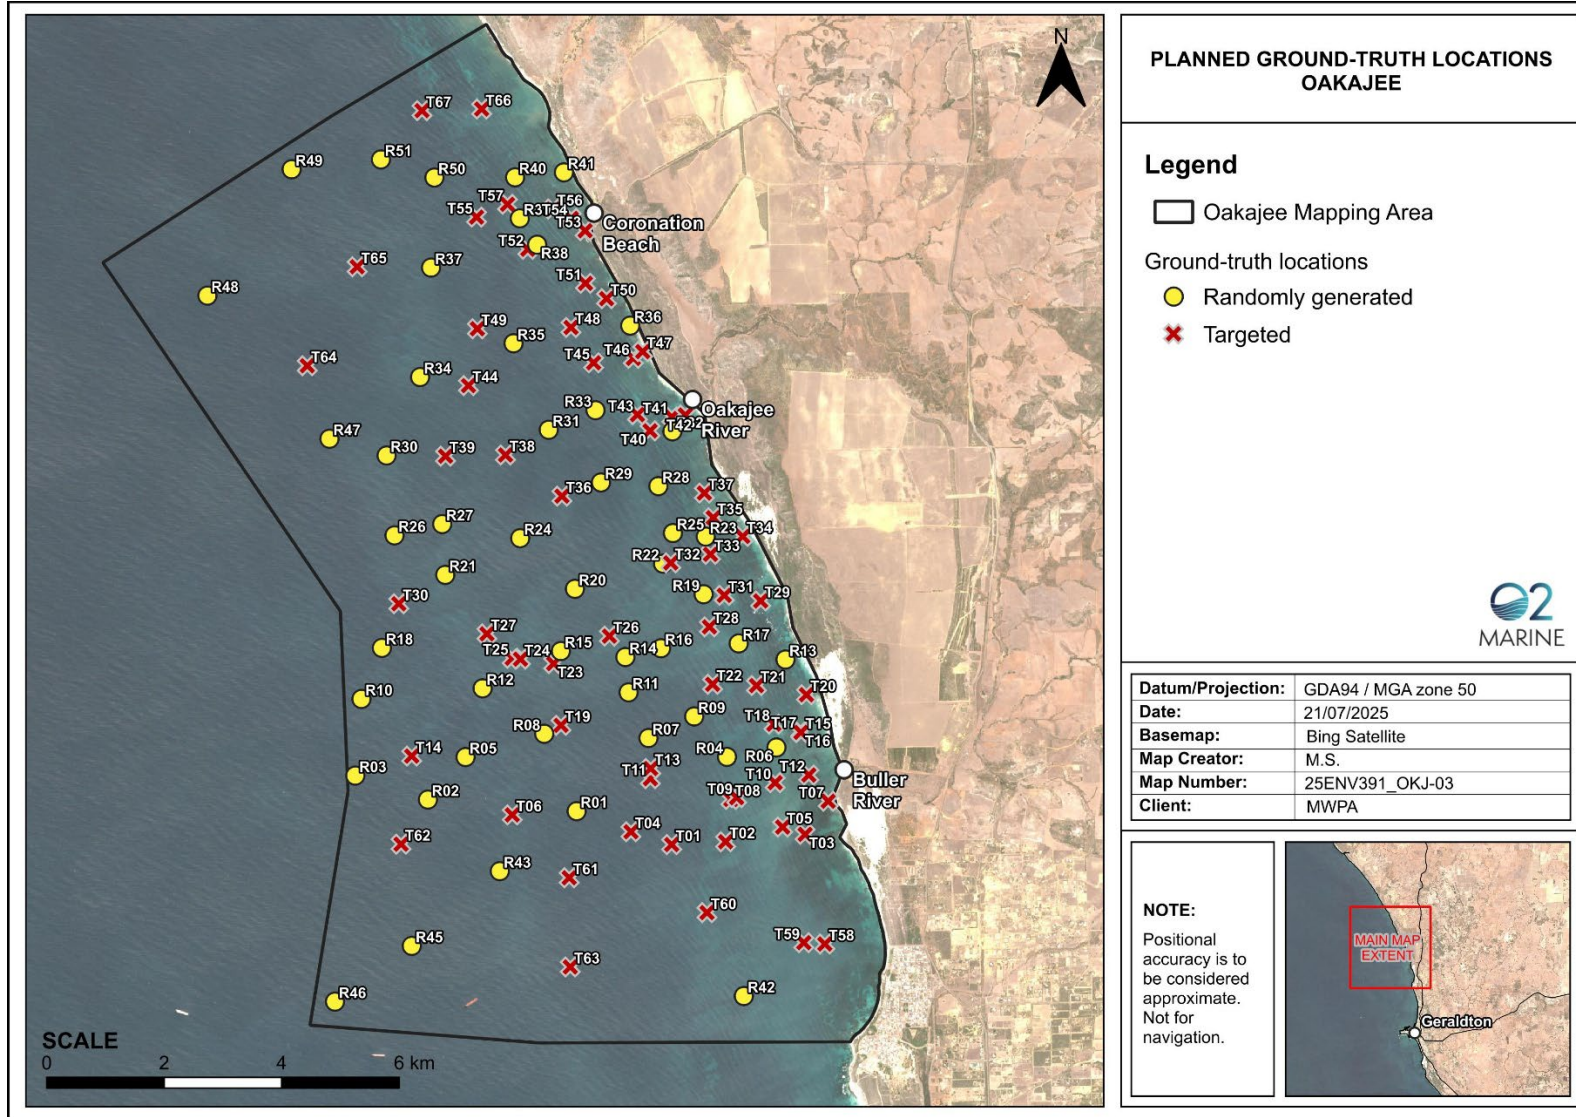 PLANNED GROUND-TRUTH LOCATIONS
OAKAJEE
Legend
Oakajee Mapping Area
Ground-truth locations
Randomly generated
Targeted
O2
MARINE
Datum/Projection: GDA94 / MGA zone 50
Date: 21/07/2025
Basemap: Bing Satellite
Map Creator: M.S.
Map Number: 25ENV391_OKJ-03
Client: MWPA
NOTE:
Positional
accuracy is to
be considered
approximate.
Not for
navigation.
MAIN MAP
EXTENT
Geraldton
N
T67 T66
R51
R49 R50 R40 R41
T57 T56
T55 T54
T53 Coronation
Beach
T52 R38
T65 R37
T51
R48 T50
T49 T48 R36
R35
T45 T46 T47
T64
R34 T44
R33 T43 T41 Oakajee
River
R31 T40 T42
R47
R30 T39 T38
R29 R28
T36 T37
T35
R27
R26 R24 R25 R23 T34
T33
R22 T32
R21
R20 R19 T31
T30 T29
T27 T26 T28
R18 R15 R16 R17
T25 T24 R14 R13
T23
R12 R11 T22 T21 T20
R10
R09
R08 T19 T18 T17 T15
R07 T16
T14 R05 R04 R06
R03 T11 T13 T10 T12 Buller
River
R02 T09 T08 T07
T06 R01
T04 T05
T62 T01 T02 T03
R43 T61
T60
R45 T59 T58
T63
R46 R42
SCALE
0 2 4 6 km